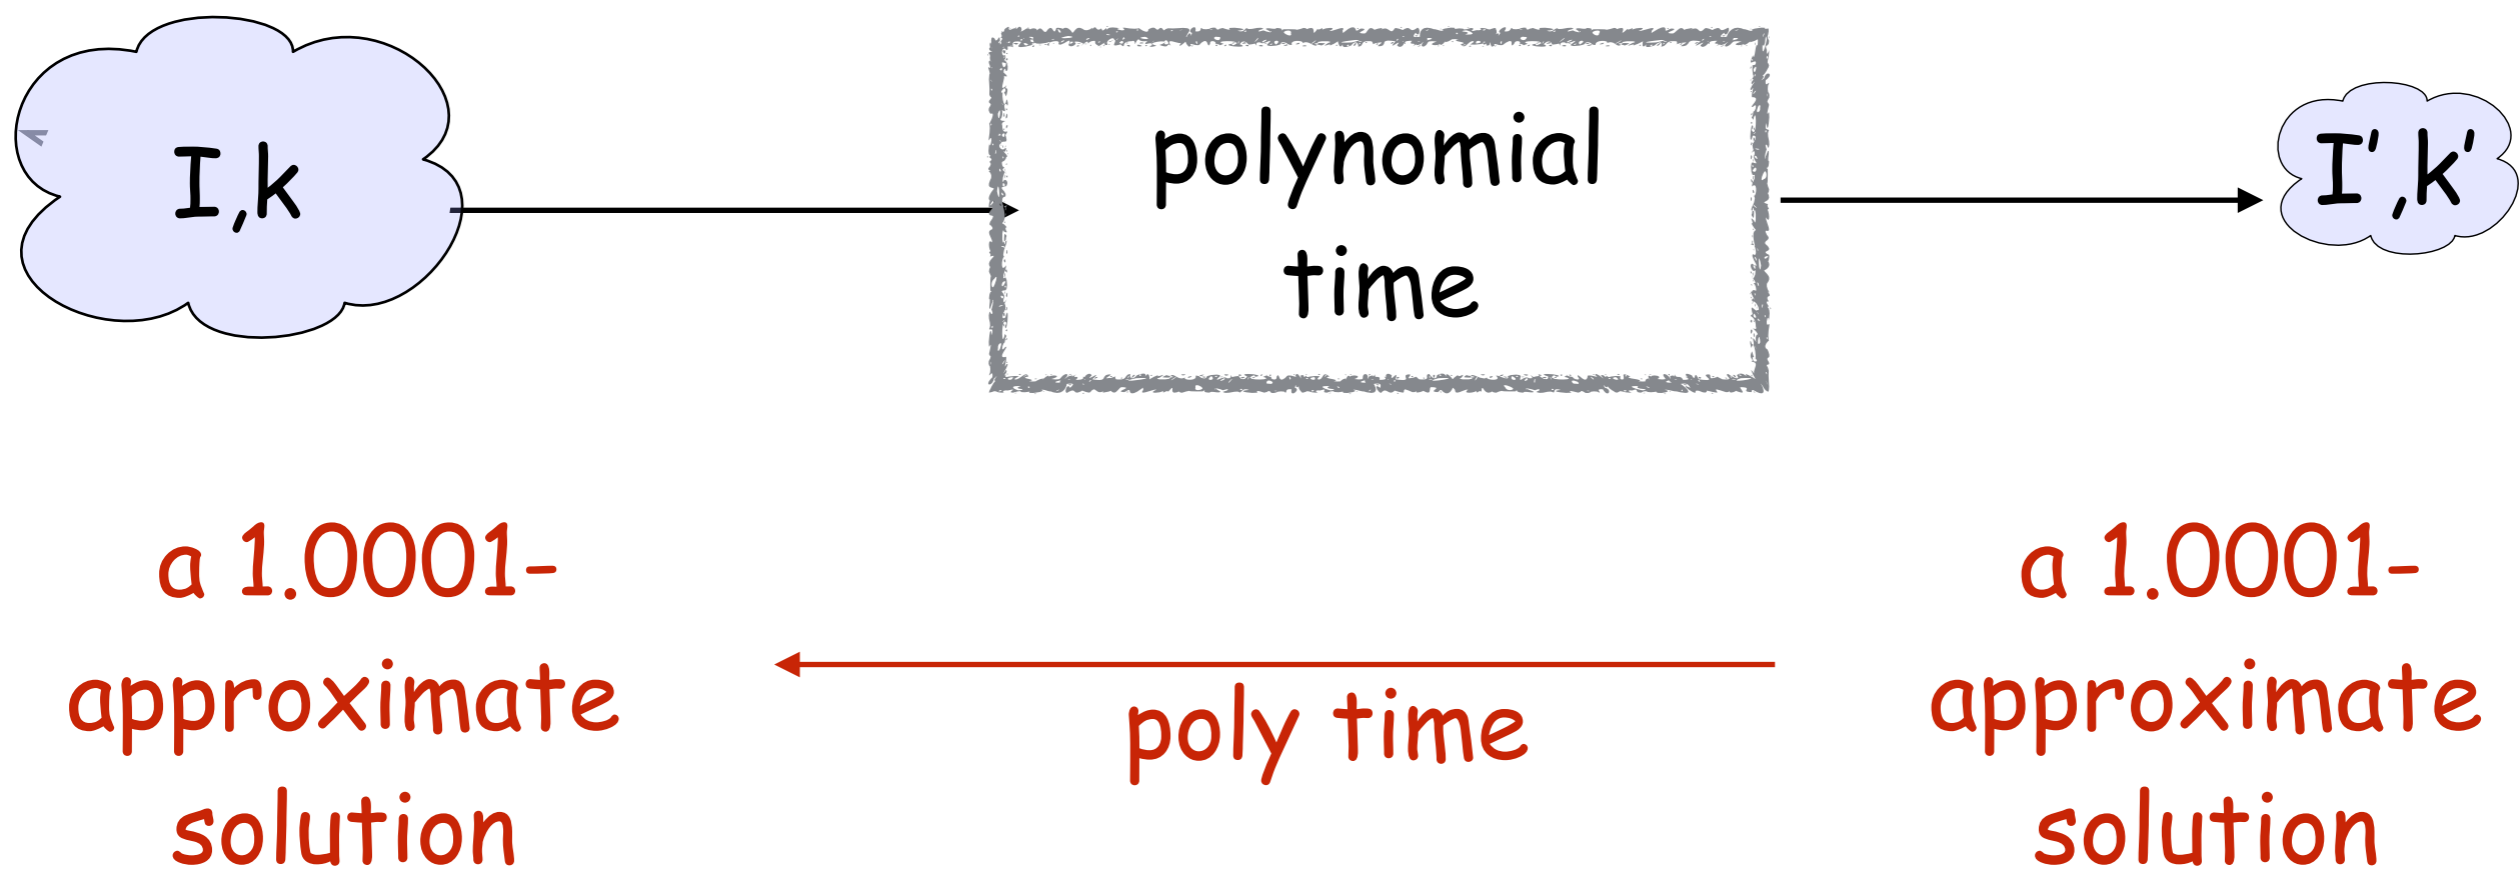 I,k
polynomial
time
I',k'
a 1.0001-
approximate
solution
poly time
a 1.0001-
approximate
solution